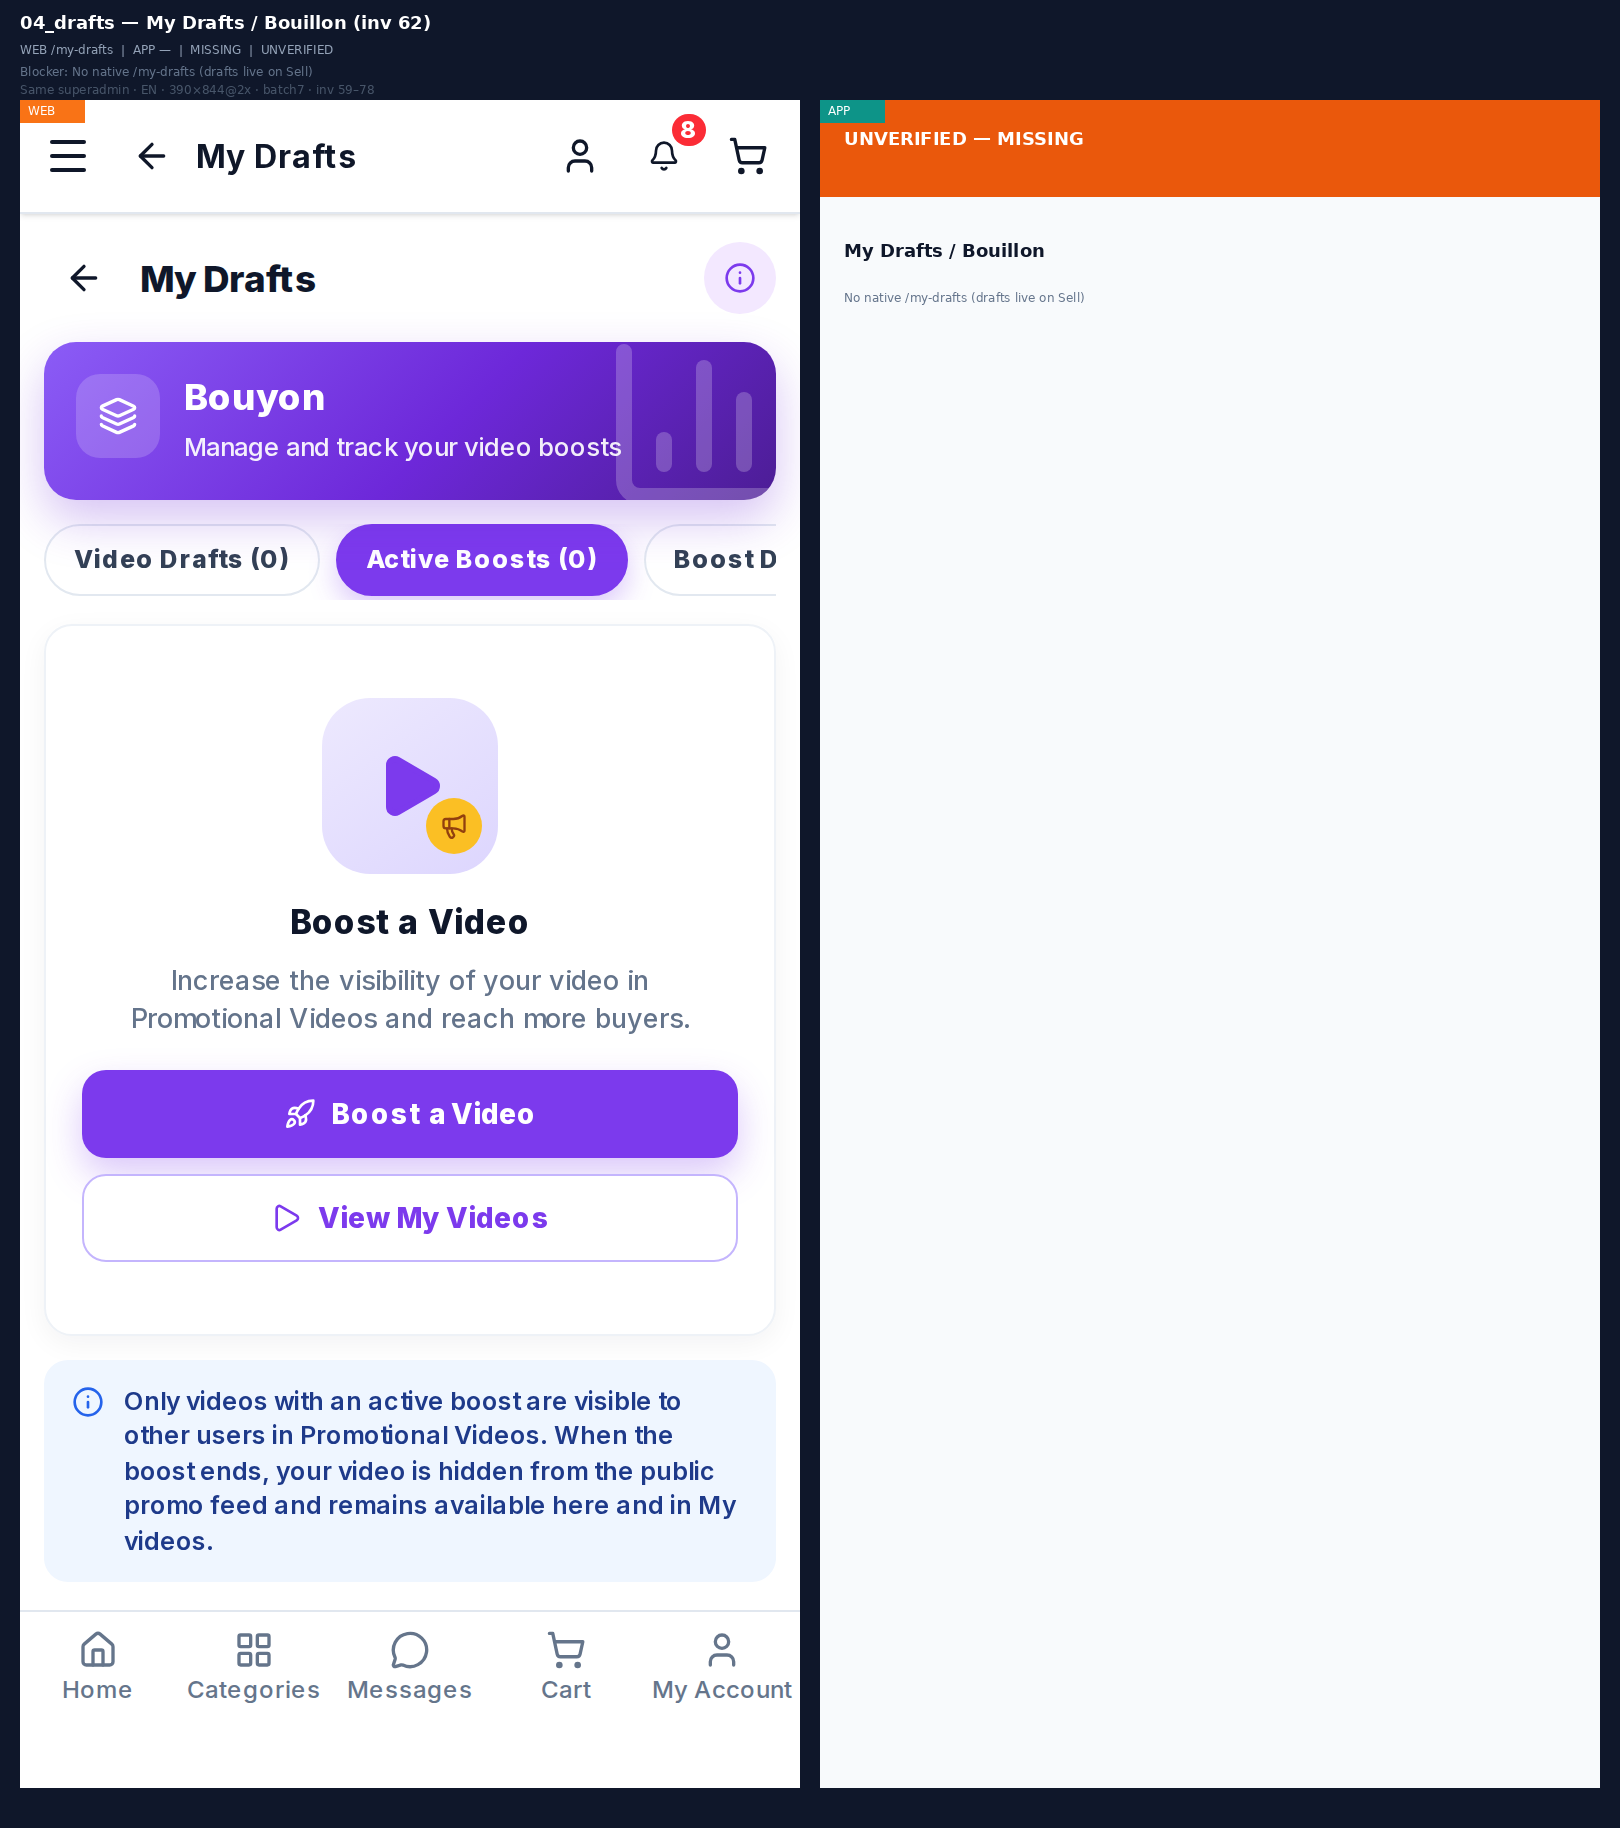 04_drafts — My Drafts / Bouillon (inv 62)
WEB /my-drafts | APP — | MISSING | UNVERIFIED
Blocker: No native /my-drafts (drafts live on Sell)
Same superadmin · EN · 390×844@2x · batch7 · inv 59–78
WEB
My Drafts
8
My Drafts
Bouyon
Manage and track your video boosts
Video Drafts (0)
Active Boosts (0)
Boost D
Boost a Video
Increase the visibility of your video in
Promotional Videos and reach more buyers.
Boost a Video
View My Videos
Only videos with an active boost are visible to
other users in Promotional Videos. When the
boost ends, your video is hidden from the public
promo feed and remains available here and in My
videos.
Home
Categories
Messages
Cart
My Account
APP
UNVERIFIED — MISSING
My Drafts / Bouillon
No native /my-drafts (drafts live on Sell)